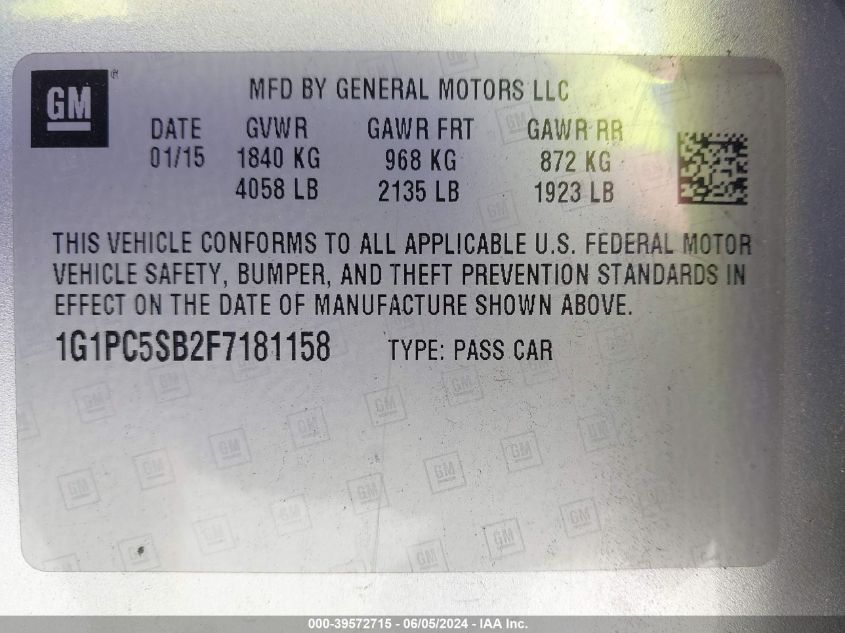 GM ®
MFD BY GENERAL MOTORS LLC
DATE GVWR GAWR FRT GAWR RR
01/15 1840 KG 968 KG 872 KG
4058 LB 2135 LB 1923 LB
THIS VEHICLE CONFORMS TO ALL APPLICABLE U.S. FEDERAL MOTOR
VEHICLE SAFETY, BUMPER, AND THEFT PREVENTION STANDARDS IN
EFFECT ON THE DATE OF MANUFACTURE SHOWN ABOVE.
1G1PC5SB2F7181158 TYPE: PASS CAR
000-39572715 - 06/05/2024 - IAA Inc.